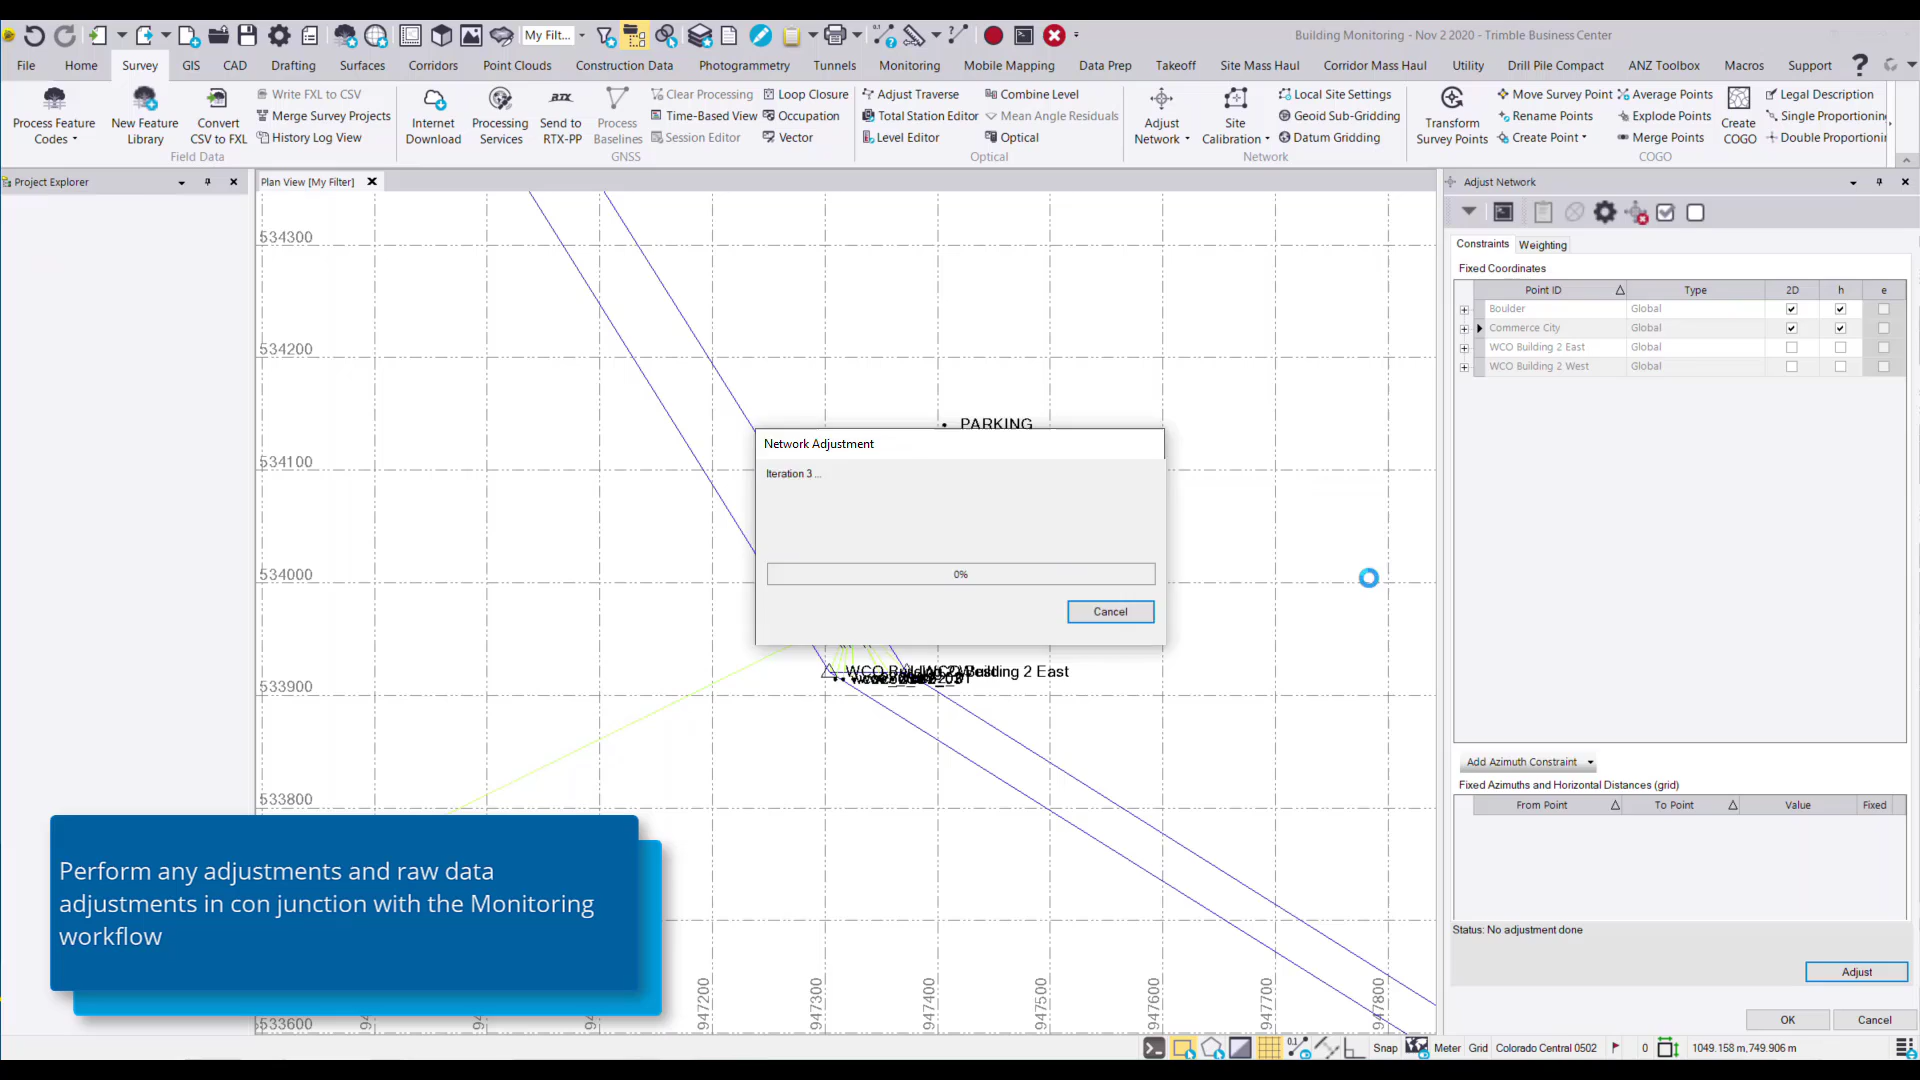 My Filt...
Building Monitoring - Nov 2 2020 - Trimble Business Center
File Home Survey GIS CAD Drafting Surfaces Corridors Point Clouds Construction Data Photogrammetry Tunnels Monitoring Mobile Mapping Data Prep Takeoff Site Mass Haul Corridor Mass Haul Utility Drill Pile Compact ANZ Toolbox Macros Support
Process Feature Codes
New Feature Library
Convert CSV to FXL
Write FXL to CSV
Merge Survey Projects
History Log View
Field Data
Internet Download
Processing Services
RTX
Send to RTX-PP
Process Baselines
Clear Processing
Time-Based View
Session Editor
Loop Closure
Occupation
Vector
GNSS
Adjust Traverse
Total Station Editor
Level Editor
Combine Level
Mean Angle Residuals
Optical
Optical
Adjust Network
Site Calibration
Local Site Settings
Geoid Sub-Gridding
Datum Gridding
Network
Transform Survey Points
Move Survey Point
Rename Points
Create Point
Average Points
Explode Points
Merge Points
Create COGO
Legal Description
Single Proportionin
Double Proportionin
COGO
Project Explorer
Plan View [My Filter]
534300
534200
534100
534000
533900
533800
533600
947200
947300
947400
947500
947600
947700
947800
PARKING
Network Adjustment
Iteration 3 ...
0%
Cancel
Building 2 East
Perform any adjustments and raw data
adjustments in con junction with the Monitoring
workflow
Adjust Network
Constraints Weighting
Fixed Coordinates
Point ID Type 2D h e
Boulder Global
Commerce City Global
WCO Building 2 East Global
WCO Building 2 West Global
Add Azimuth Constraint
Fixed Azimuths and Horizontal Distances (grid)
From Point To Point Value Fixed
Status: No adjustment done
Adjust
OK Cancel
Snap Meter Grid Colorado Central 0502 0 1049.158 m,749.906 m